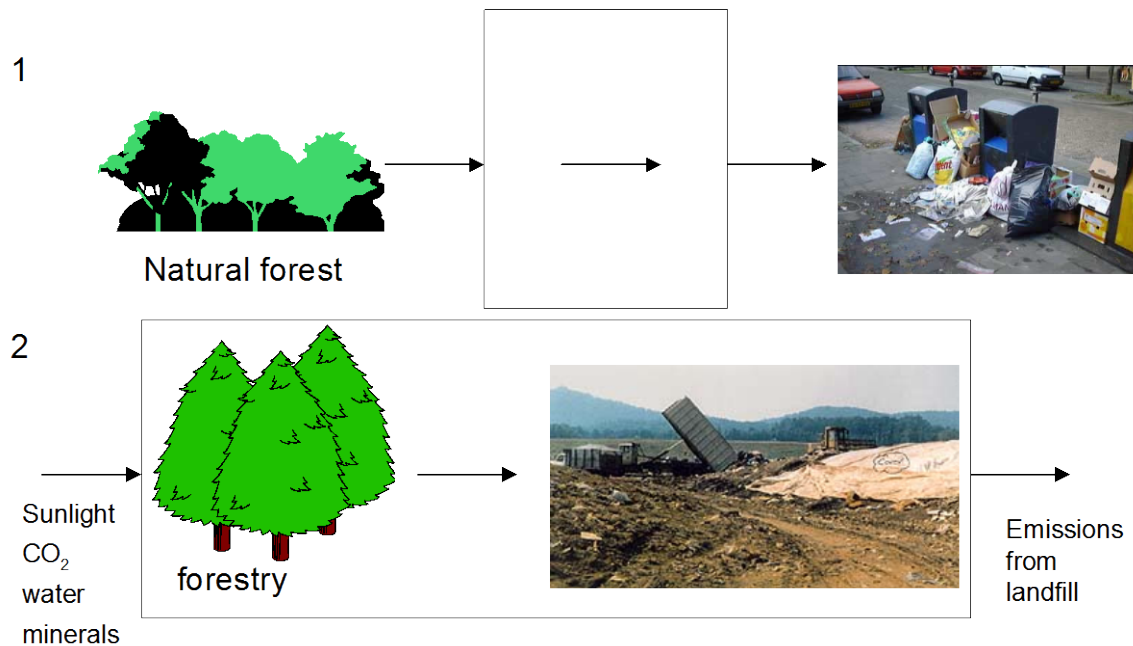 1
Natural forest
2
Sunlight
CO₂
water
minerals
forestry
Emissions
from
landfill